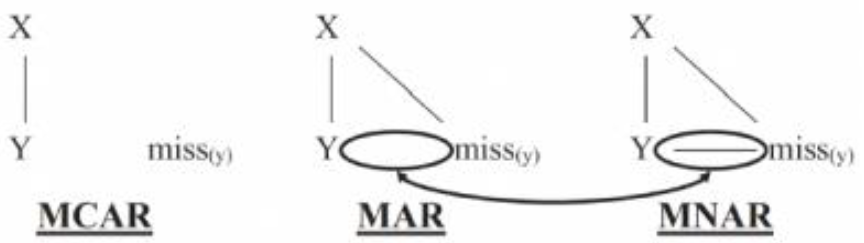 X X X
Y miss(y) Y miss(y) Y miss(y)
MCAR MAR MNAR